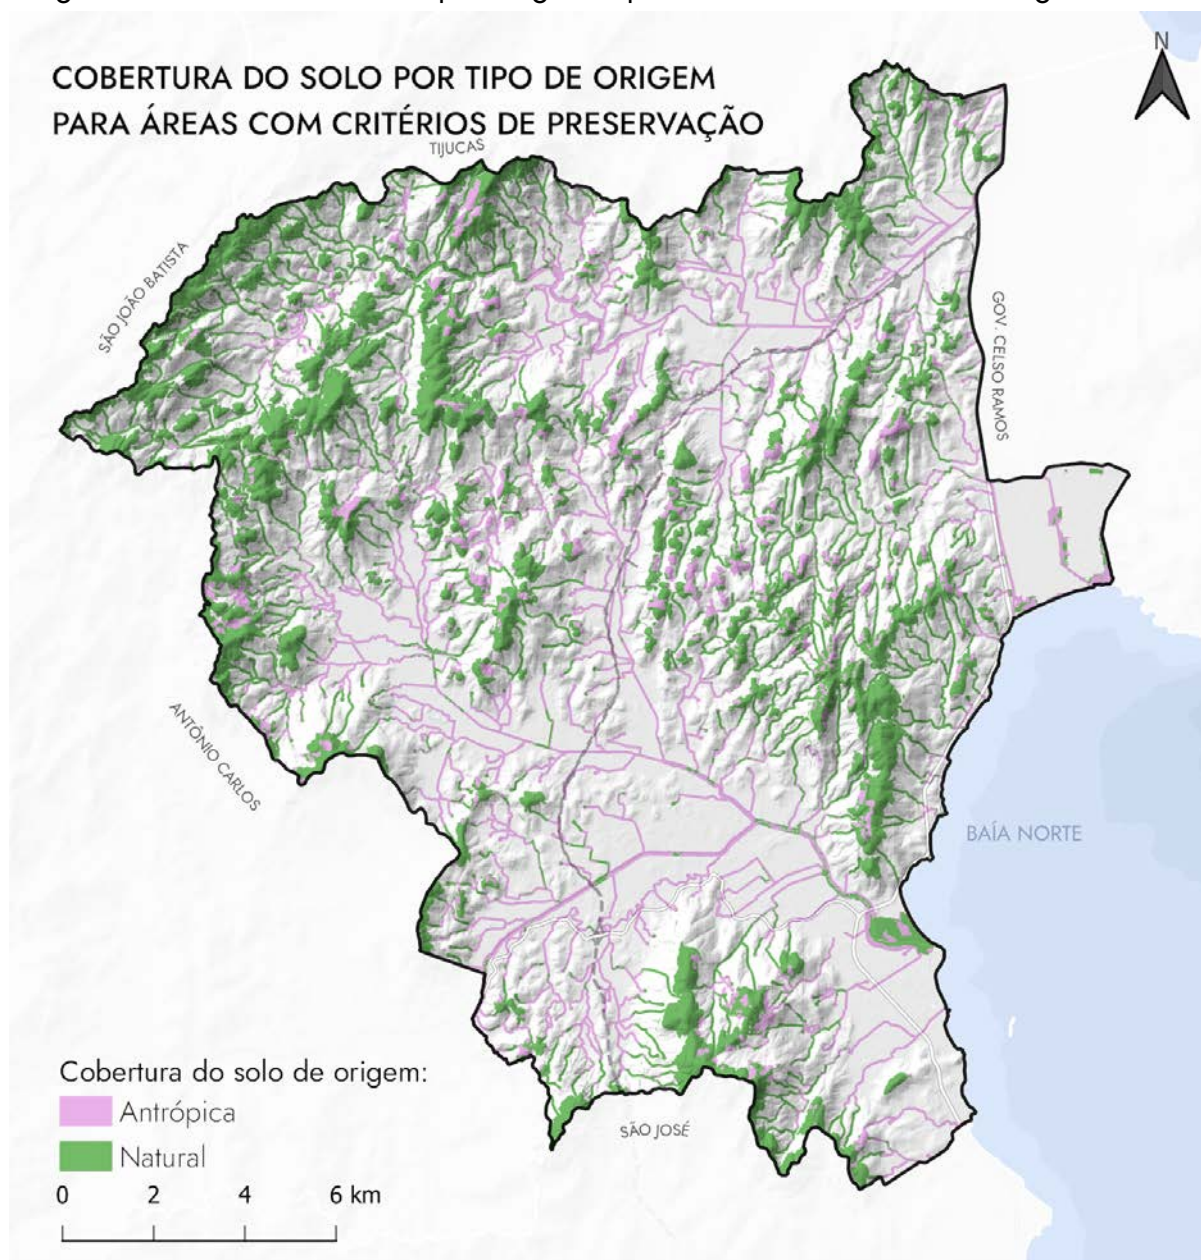 N
COBERTURA DO SOLO POR TIPO DE ORIGEM
PARA ÁREAS COM CRITÉRIOS DE PRESERVAÇÃO
TIJUCAS
SÃO JOÃO BATISTA
GOV. CELSO RAMOS
ANTÔNIO CARLOS
BAÍA NORTE
SÃO JOSÉ
Cobertura do solo de origem:
Antrópica
Natural
0 2 4 6 km